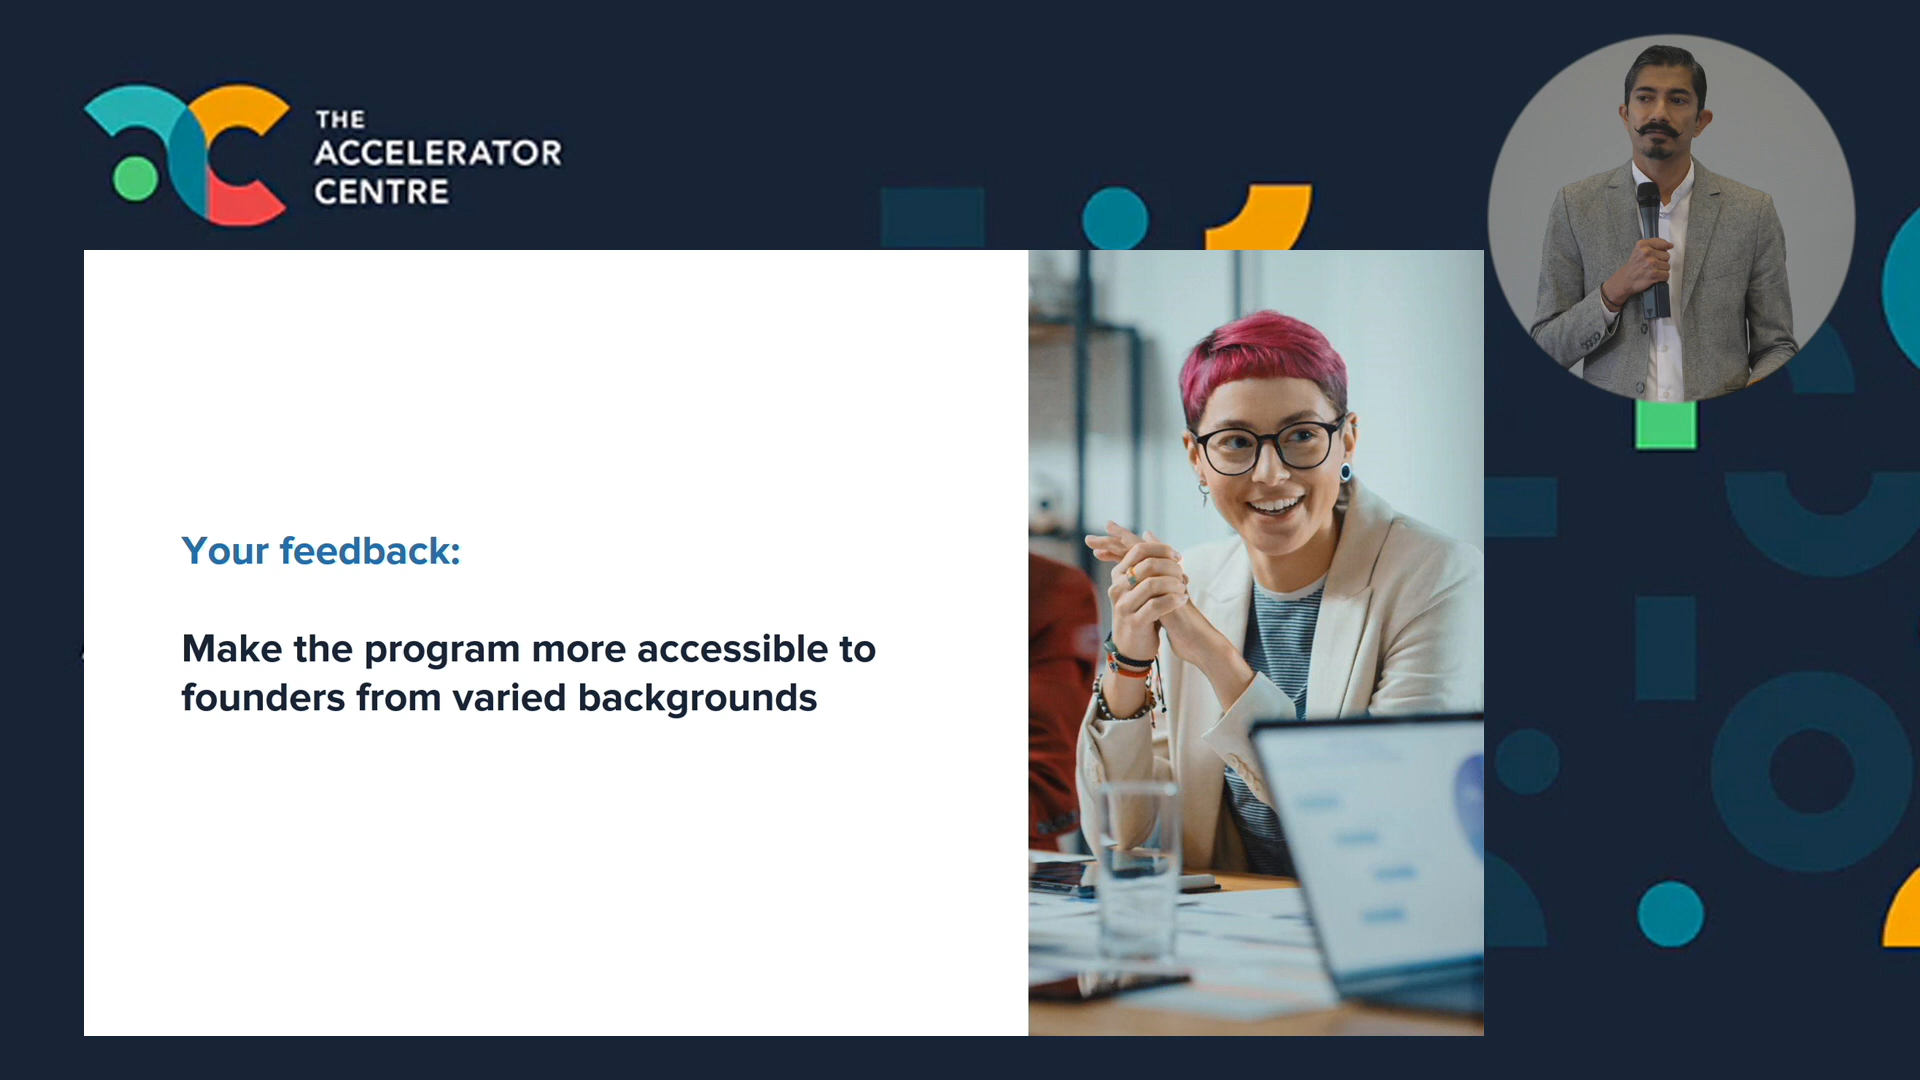 THE
ACCELERATOR
CENTRE
Your feedback:
Make the program more accessible to
founders from varied backgrounds